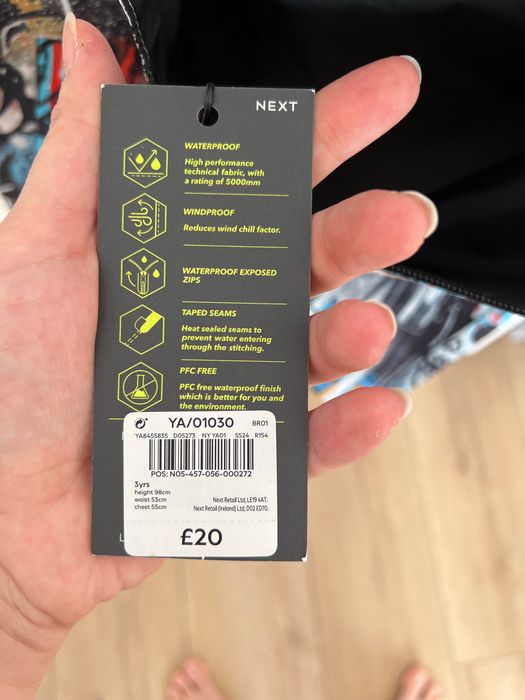 NEXT
WATERPROOF
High performance
technical fabric, with
a rating of 5000mm
WINDPROOF
Reduces wind chill factor.
WATERPROOF EXPOSED
ZIPS
TAPED SEAMS
Heat sealed seams to
prevent water entering
through the stitching.
PFC FREE
PFC free waterproof finish
which is better for you and
the environment.
YA/01030 BR01
YA8455835 D05273 NY YA01 SS24 R154
POS: N05-457-056-000272
3yrs
height 98cm
waist 53cm
chest 55cm
Next Retail Ltd, LE19 4AT.
Next Retail (Ireland) Ltd, D02 ED70.
£20